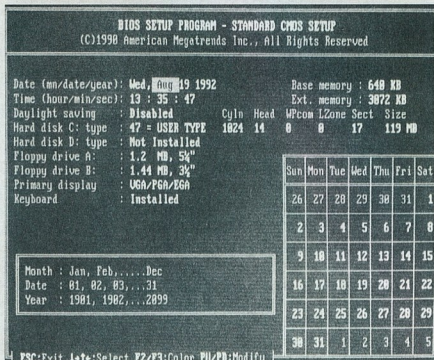 BIOS SETUP PROGRAM - STANDARD CMOS SETUP
(C)1990 American Megatrends Inc., All Rights Reserved
Date (mn/date/year): Wed, Aug 19 1992
Base memory : 640 KB
Time (hour/min/sec): 13 : 35 : 47
Ext. memory : 3072 KB
Daylight saving : Disabled
Cyln Head WPcom LZone Sect Size
Hard disk C: type : 47 = USER TYPE 1024 14 0 0 17 119 MB
Hard disk D: type : Not Installed
Floppy drive A: : 1.2 MB, 5¼"
Floppy drive B: : 1.44 MB, 3½"
Primary display : VGA/PGA/EGA
Keyboard : Installed
Sun Mon Tue Wed Thu Fri Sat
26 27 28 29 30 31 1
2 3 4 5 6 7 8
9 10 11 12 13 14 15
16 17 18 19 20 21 22
23 24 25 26 27 28 29
30 31 1 2 3 4 5
Month : Jan, Feb,.....Dec
Date : 01, 02, 03,...31
Year : 1901, 1902,...2099
ESC:Exit Select F2/F3:Color PU/PD:Modify